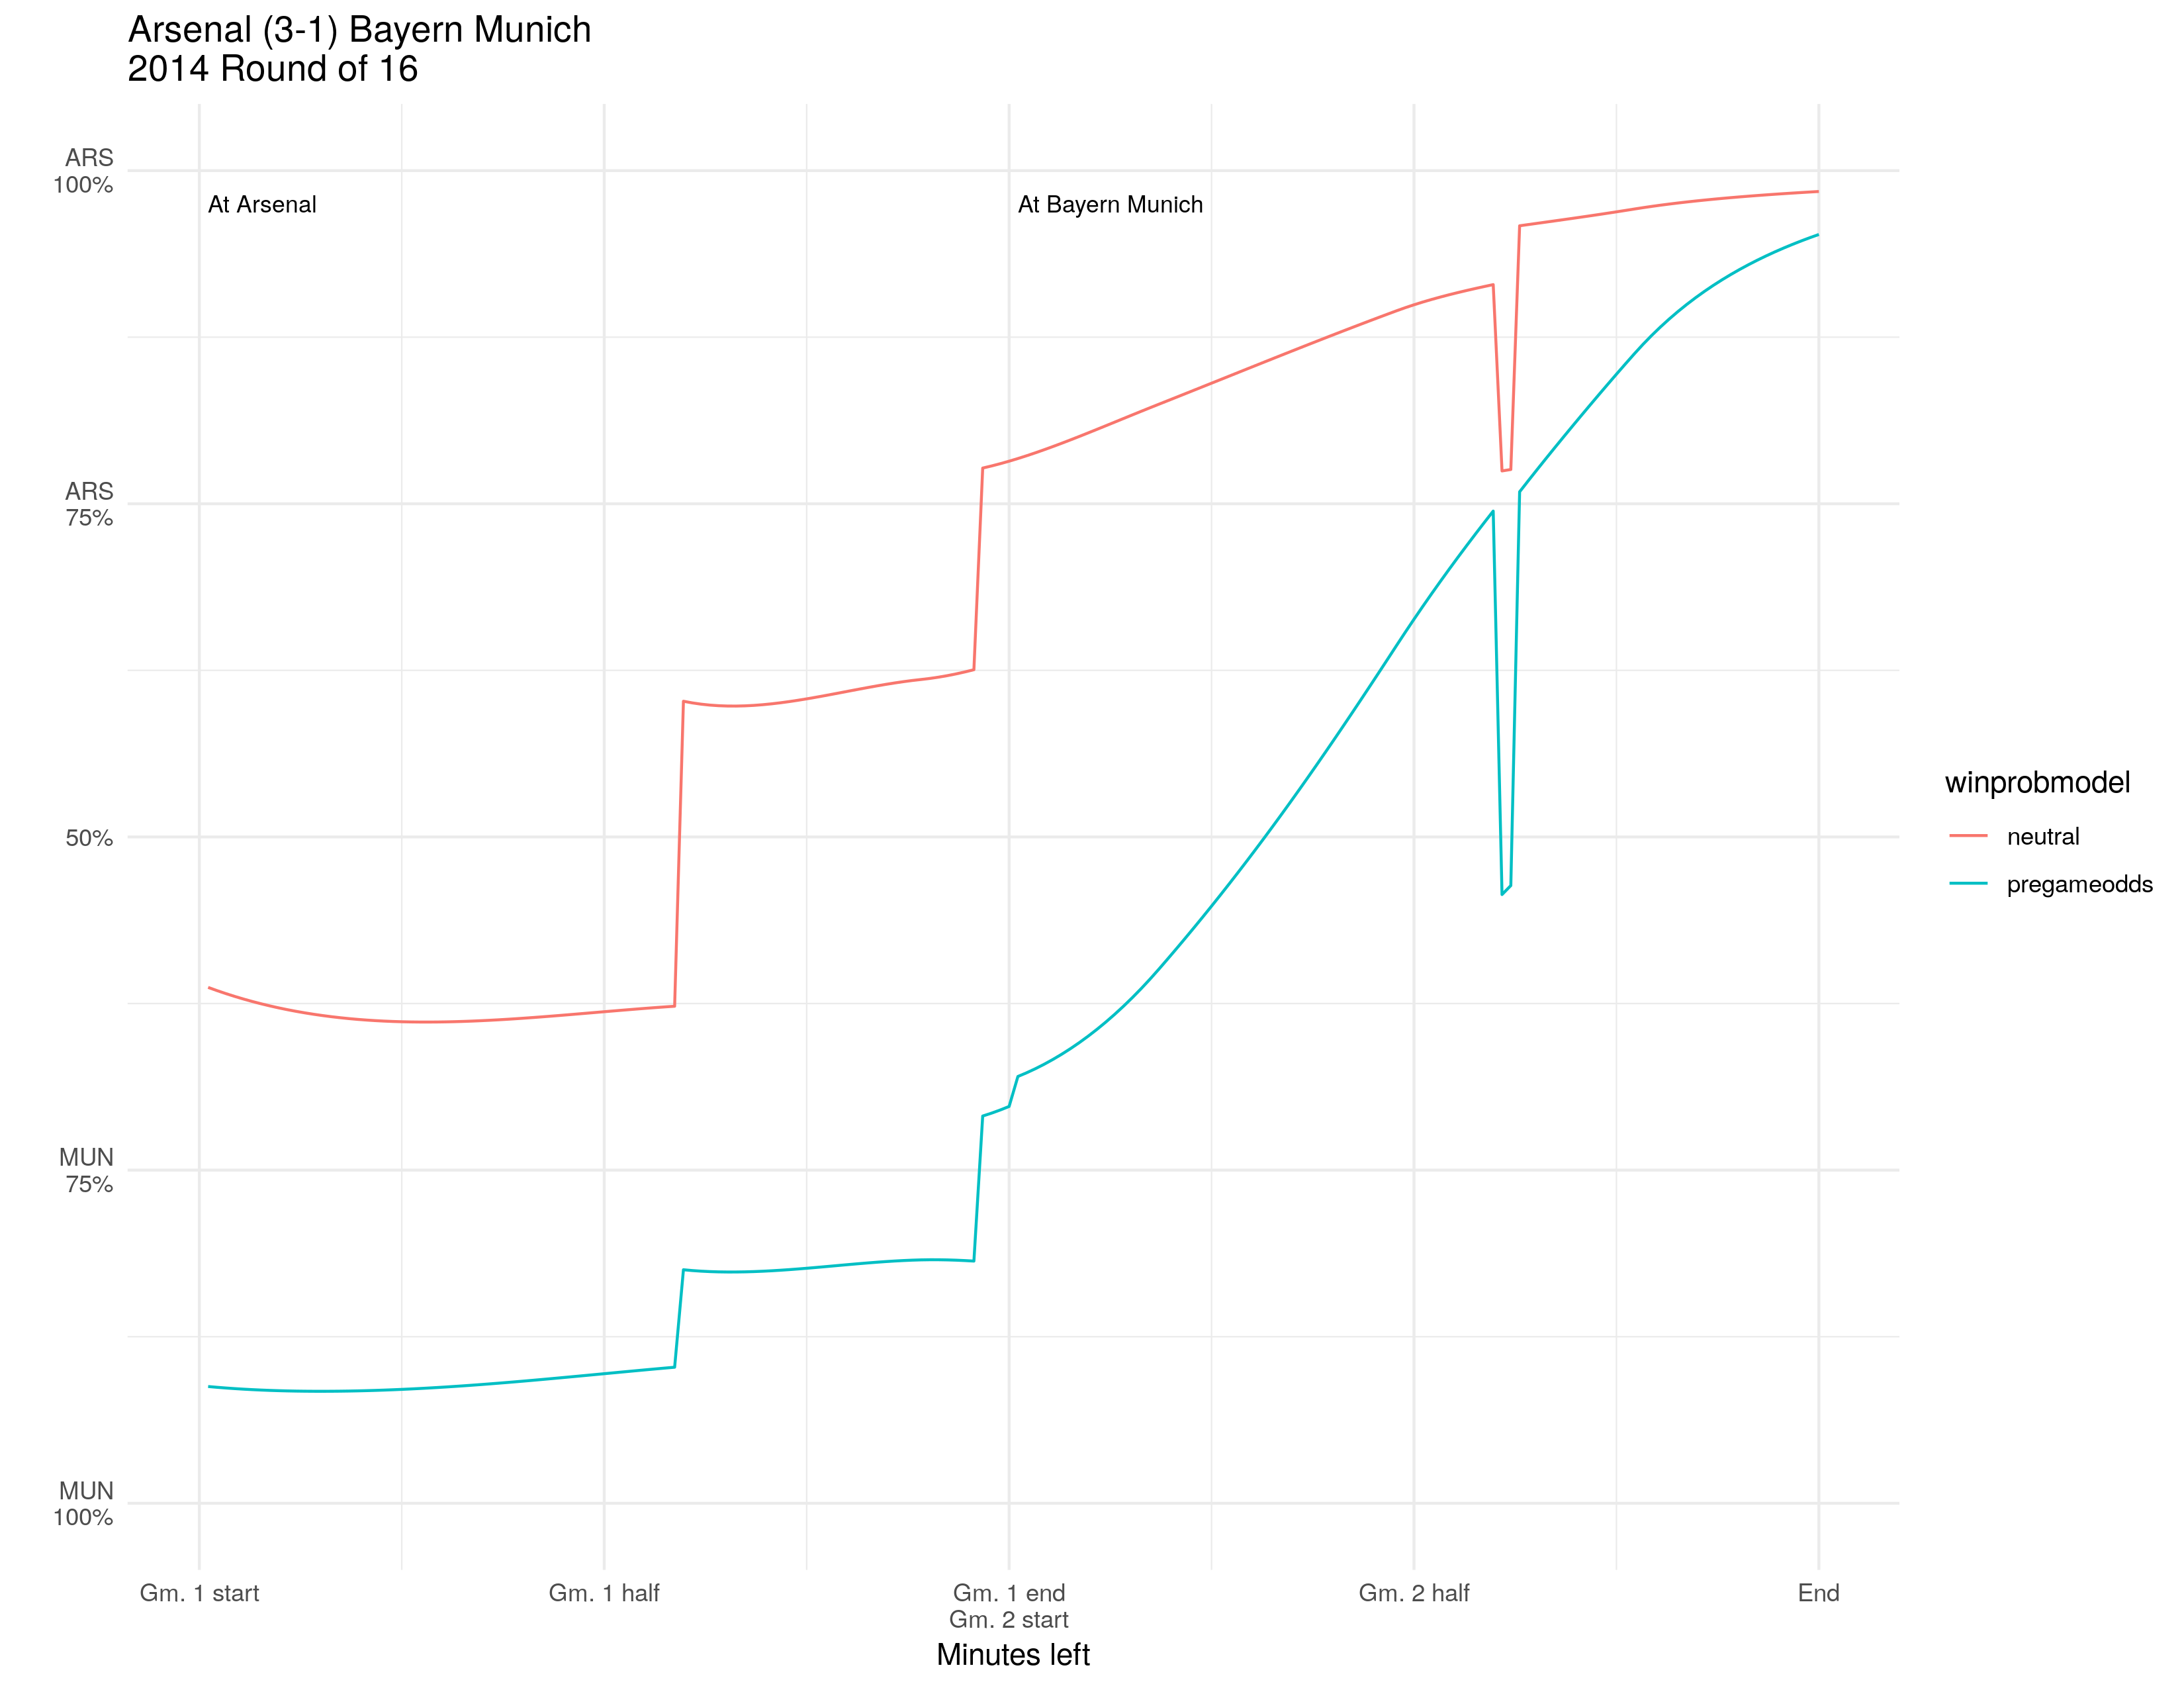 Arsenal (3-1) Bayern Munich
2014 Round of 16
ARS
100%
At Arsenal
At Bayern Munich
ARS
75%
50%
MUN
75%
MUN
100%
Gm. 1 start
Gm. 1 half
Gm. 1 end
Gm. 2 start
Gm. 2 half
End
Minutes left
winprobmodel
neutral
pregameodds